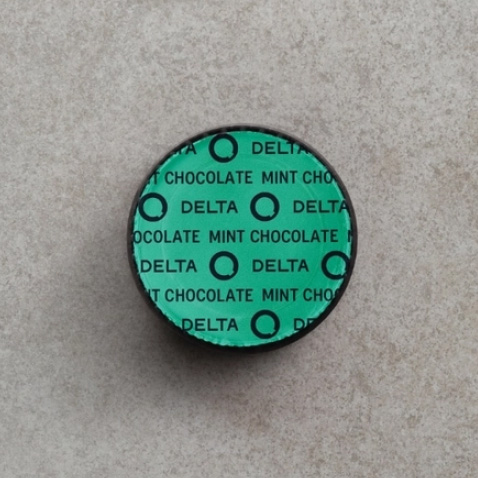 DELTA
MINT CHOCOLATE
DELTA Q DELTA
CHOCOLATE MINT CHOCOLATE
DELTA Q DELTA Q
CHOCOLATE MINT
DELTA Q